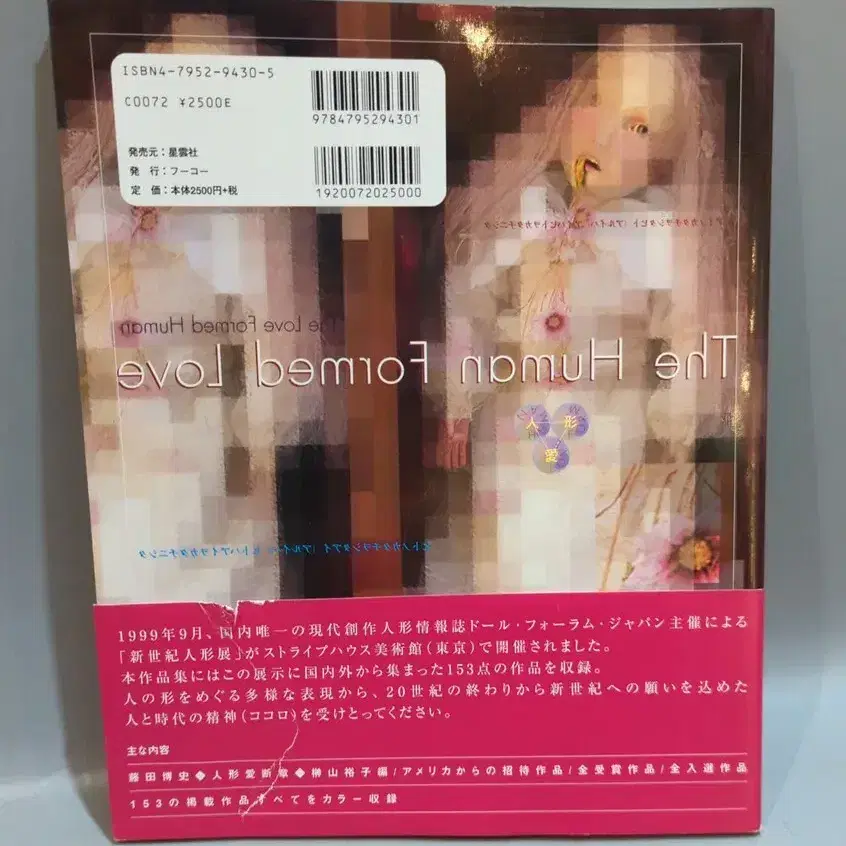 ISBN4-7952-9430-5
C0072 ¥2500E
9784795294301
発売元：星雲社
発　行：フーコー
定　価：本体2500円+税
1920072025000
The Love Formed Human
The Human Formed Love
人 形
愛
1999年9月、国内唯一の現代創作人形情報誌ドール・フォーラム・ジャパン主催による
「新世紀人形展」がストライプハウス美術館（東京）で開催されました。
本作品集にはこの展示に国内外から集まった153点の作品を収録。
人の形をめぐる多様な表現から、20世紀の終わりから新世紀への願いを込めた
人と時代の精神（ココロ）を受けとってください。
主な内容
藤田博史◆人形愛断章◆榊山裕子編/アメリカからの招待作品/全受賞作品/全入選作品
153の掲載作品すべてをカラー収録